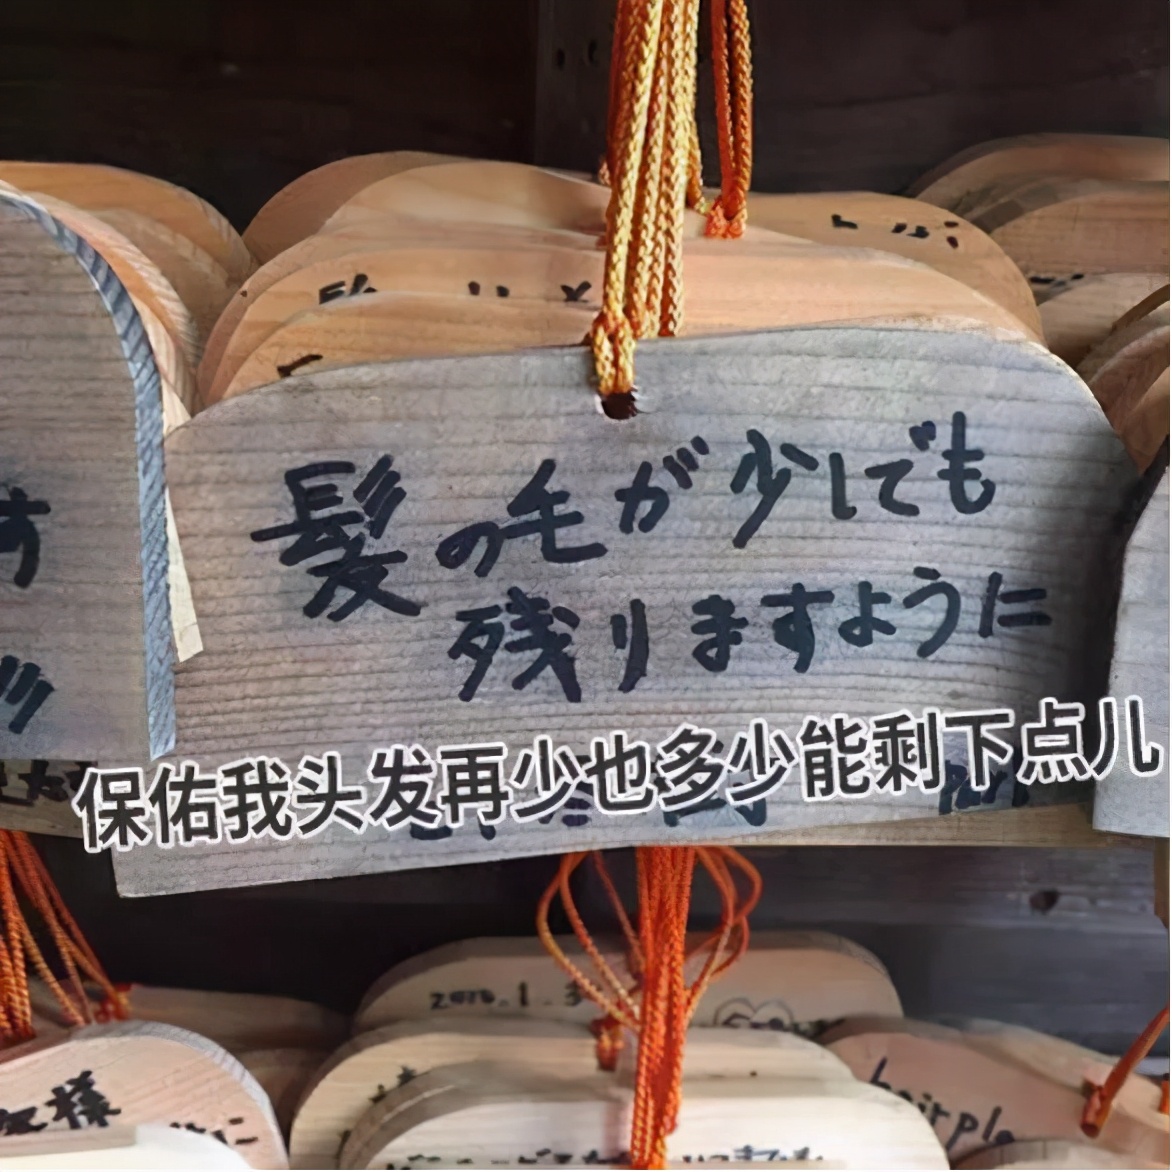 髪の毛が少しでも
残りますように
保佑我头发再少也多少能剩下点儿